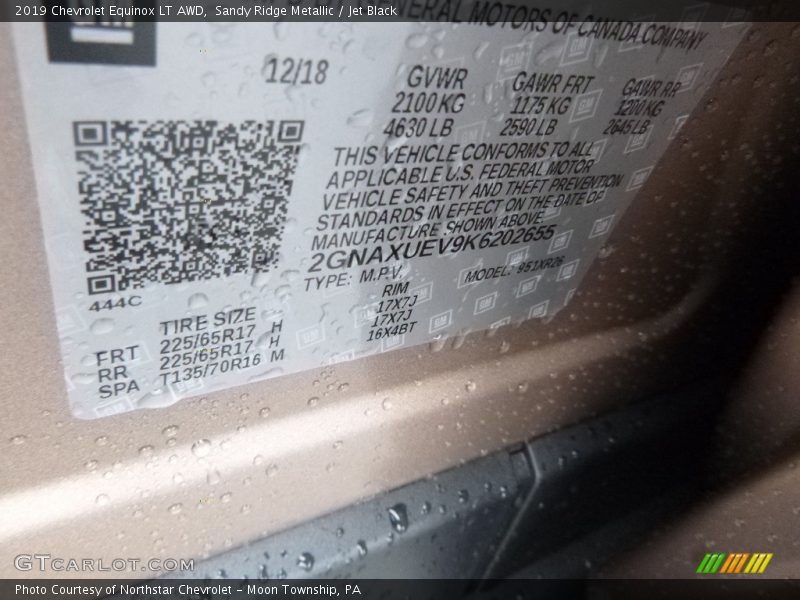 2019 Chevrolet Equinox LT AWD, Sandy Ridge Metallic / Jet Black
GENERAL MOTORS OF CANADA COMPANY
12/18
GVWR GAWR FRT GAWR RR
2100 KG 1175 KG 1200 KG
4630 LB 2590 LB 2645 LB
THIS VEHICLE CONFORMS TO ALL
APPLICABLE U.S. FEDERAL MOTOR
VEHICLE SAFETY AND THEFT PREVENTION
STANDARDS IN EFFECT ON THE DATE OF
MANUFACTURE SHOWN ABOVE.
2GNAXUEV9K6202655
TYPE: M.P.V. MODEL: 951XR26
444C
TIRE SIZE RIM
FRT 225/65R17 H 17X7J
RR 225/65R17 H 17X7J
SPA T135/70R16 M 16X4BT
GTCARLOT.COM
Photo Courtesy of Northstar Chevrolet - Moon Township, PA